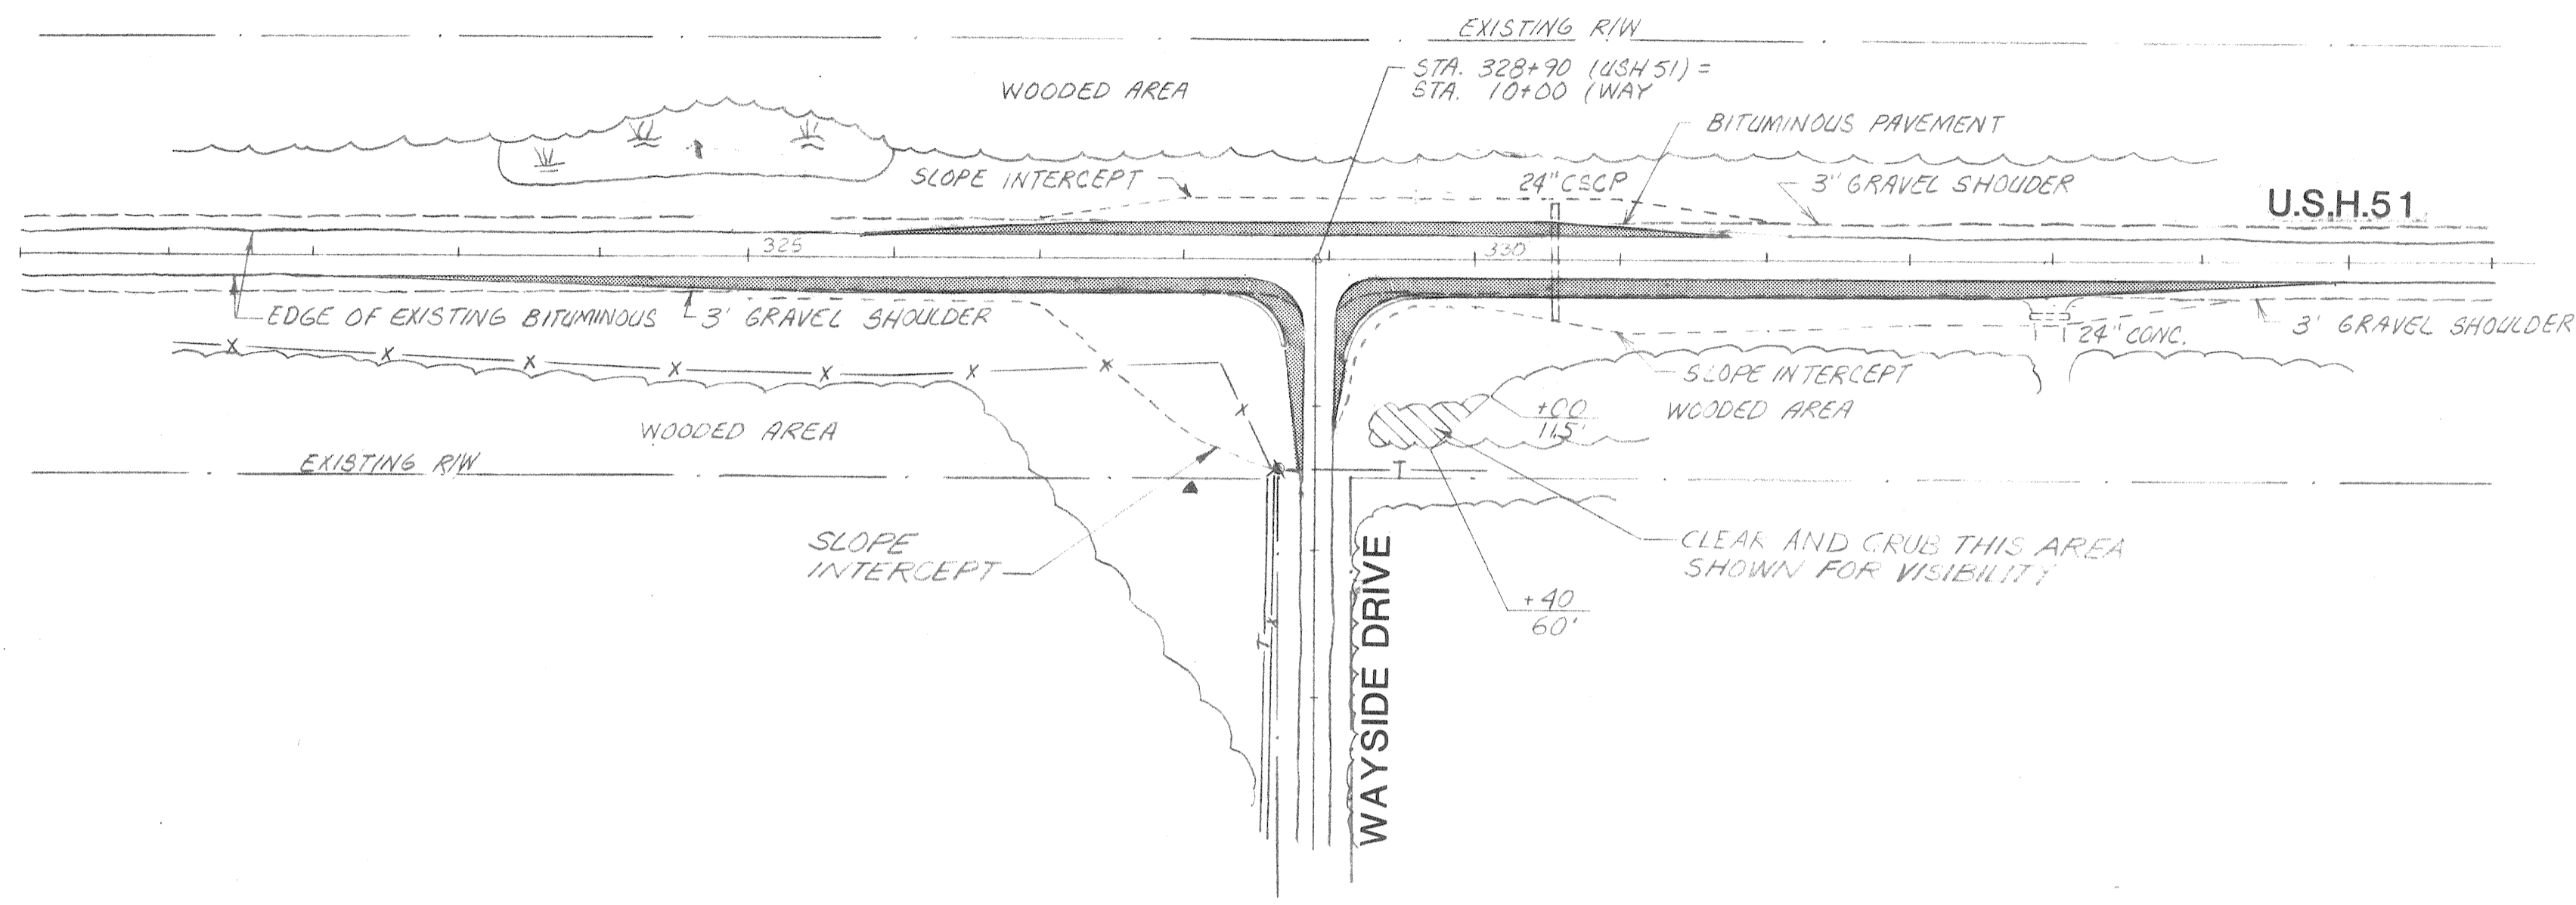 EXISTING R/W
STA. 328+90 (USH 51) =
STA. 10+00 (WAY
WOODED AREA
BITUMINOUS PAVEMENT
SLOPE INTERCEPT
24" CSCP
3" GRAVEL SHOUDER
U.S.H.51
325
330
EDGE OF EXISTING BITUMINOUS
3' GRAVEL SHOULDER
3' GRAVEL SHOULDER
24" CONC.
SLOPE INTERCEPT
+00
11.5'
WOODED AREA
WOODED AREA
EXISTING R/W
T
SLOPE
INTERCEPT
CLEAR AND GRUB THIS AREA
SHOWN FOR VISIBILITY
+40
60'
T
WAYSIDE DRIVE